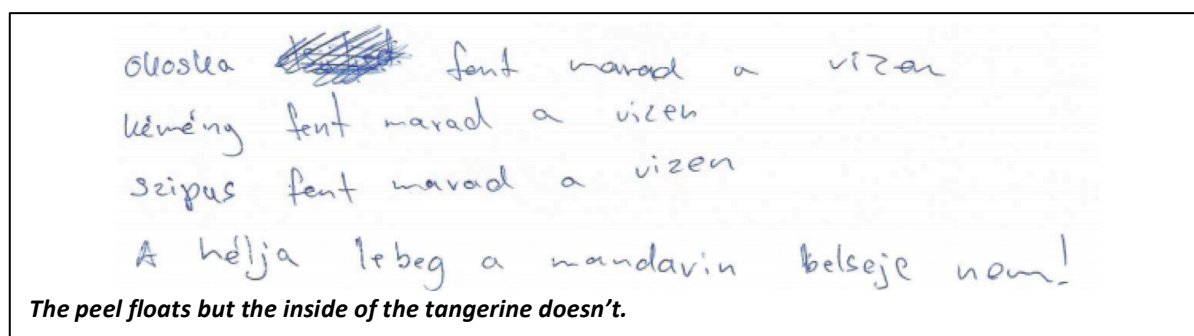 okoska fent marad a vizen
kémény fent marad a vizen
szipus fent marad a vizen
A hélja lebeg a mandarin belseje nem!
The peel floats but the inside of the tangerine doesn't.